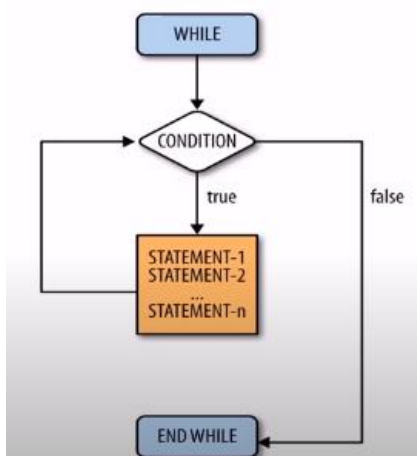 WHILE
CONDITION
true
false
STATEMENT-1
STATEMENT-2
...
STATEMENT-n
END WHILE